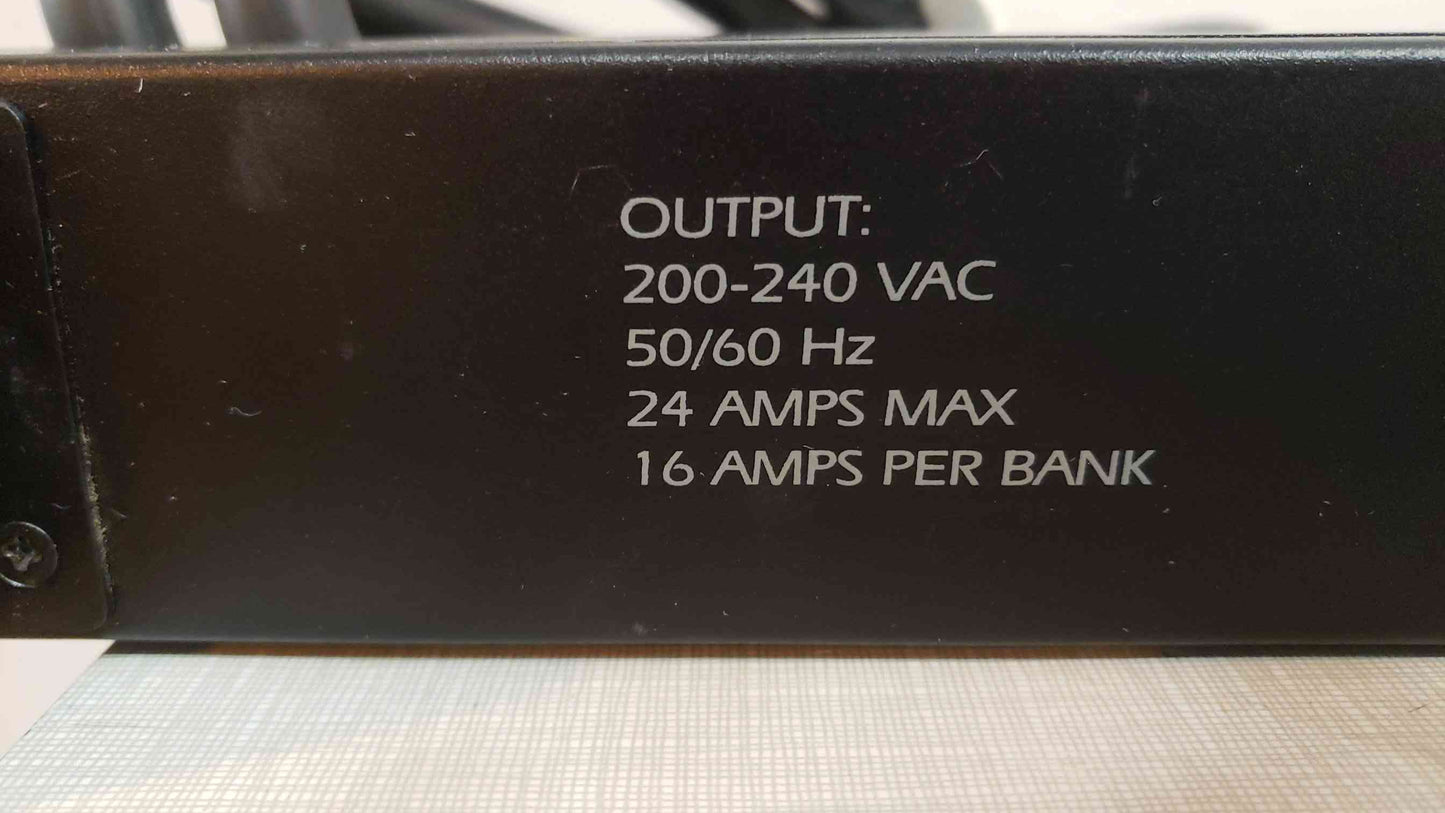 OUTPUT:
200-240 VAC
50/60 Hz
24 AMPS MAX
16 AMPS PER BANK